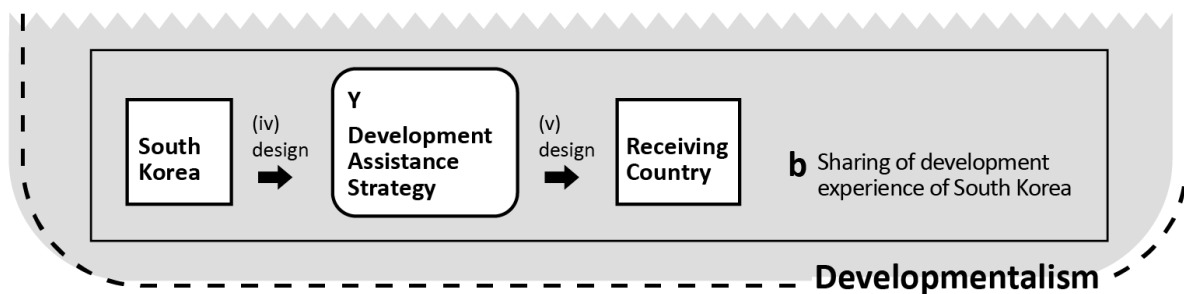 South
Korea
(iv)
design
Y
Development
Assistance
Strategy
(v)
design
Receiving
Country
b Sharing of development
experience of South Korea
Developmentalism